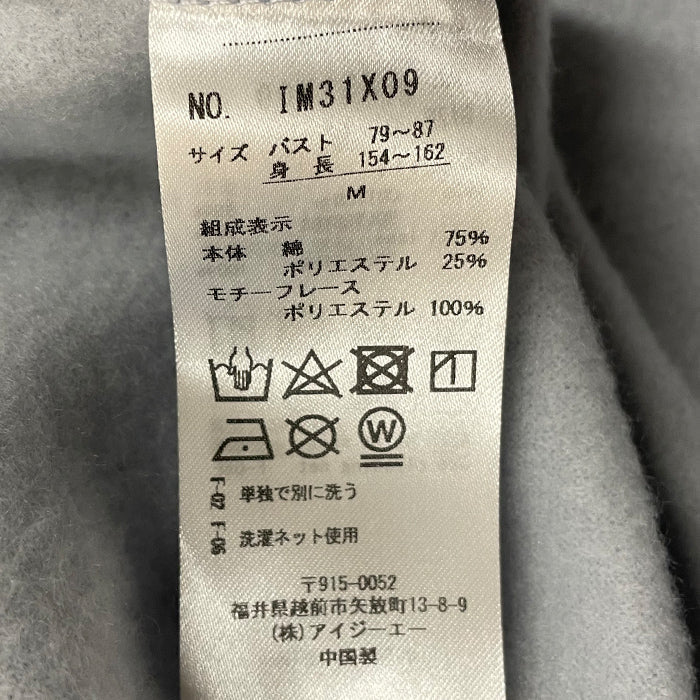 NO. IM31X09
サイズ バスト 79～87
身長 154～162
M
組成表示
本体 綿 75%
ポリエステル 25%
モチーフレース
ポリエステル 100%
W
F-02 単独で別に洗う
F-06 洗濯ネット使用
〒915-0052
福井県越前市矢放町13-8-9
(株)アイジーエー
中国製